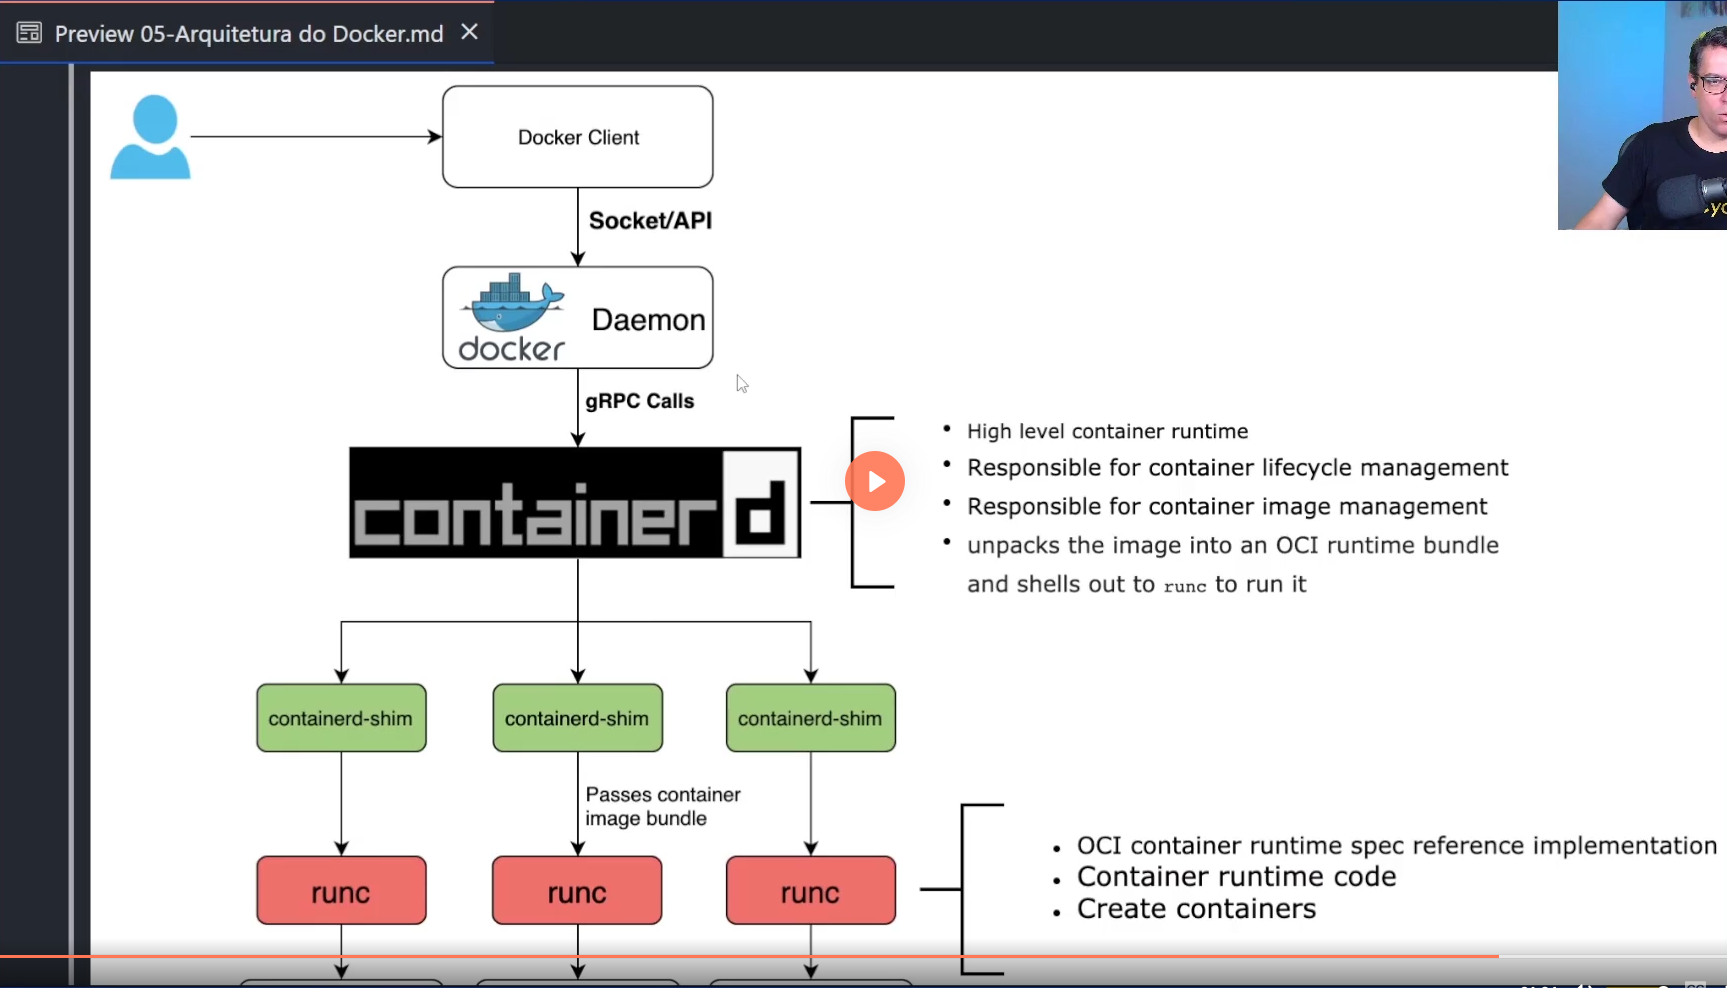 Preview 05-Arquitetura do Docker.md
Docker Client
Socket/API
docker
Daemon
gRPC Calls
containerd
• High level container runtime
• Responsible for container lifecycle management
• Responsible for container image management
• unpacks the image into an OCI runtime bundle
and shells out to runc to run it
containerd-shim
containerd-shim
containerd-shim
Passes container
image bundle
runc
runc
runc
• OCI container runtime spec reference implementation
• Container runtime code
• Create containers